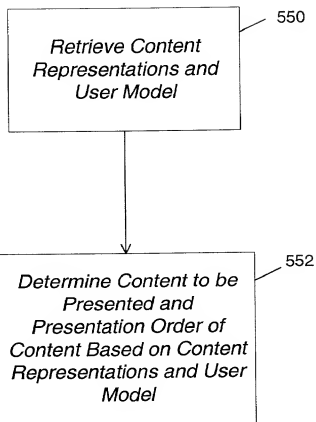 550
Retrieve Content
Representations and
User Model
552
Determine Content to be
Presented and
Presentation Order of
Content Based on Content
Representations and User
Model